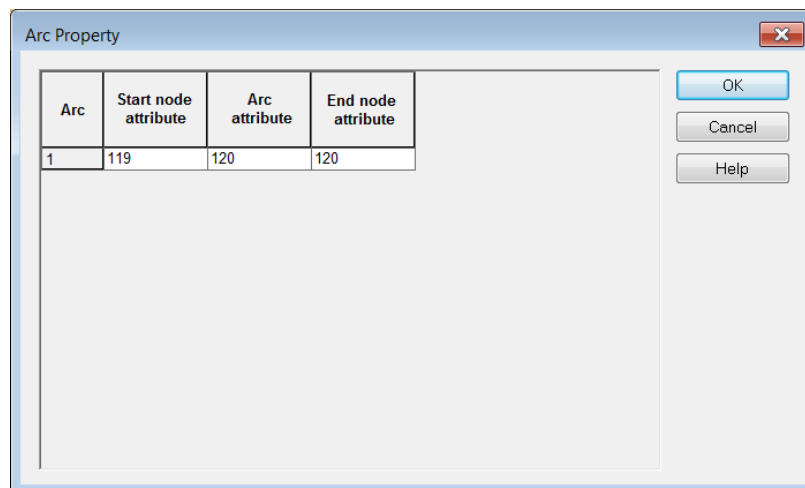 Arc Property
Arc Start node attribute Arc attribute End node attribute
1 119 120 120
OK
Cancel
Help